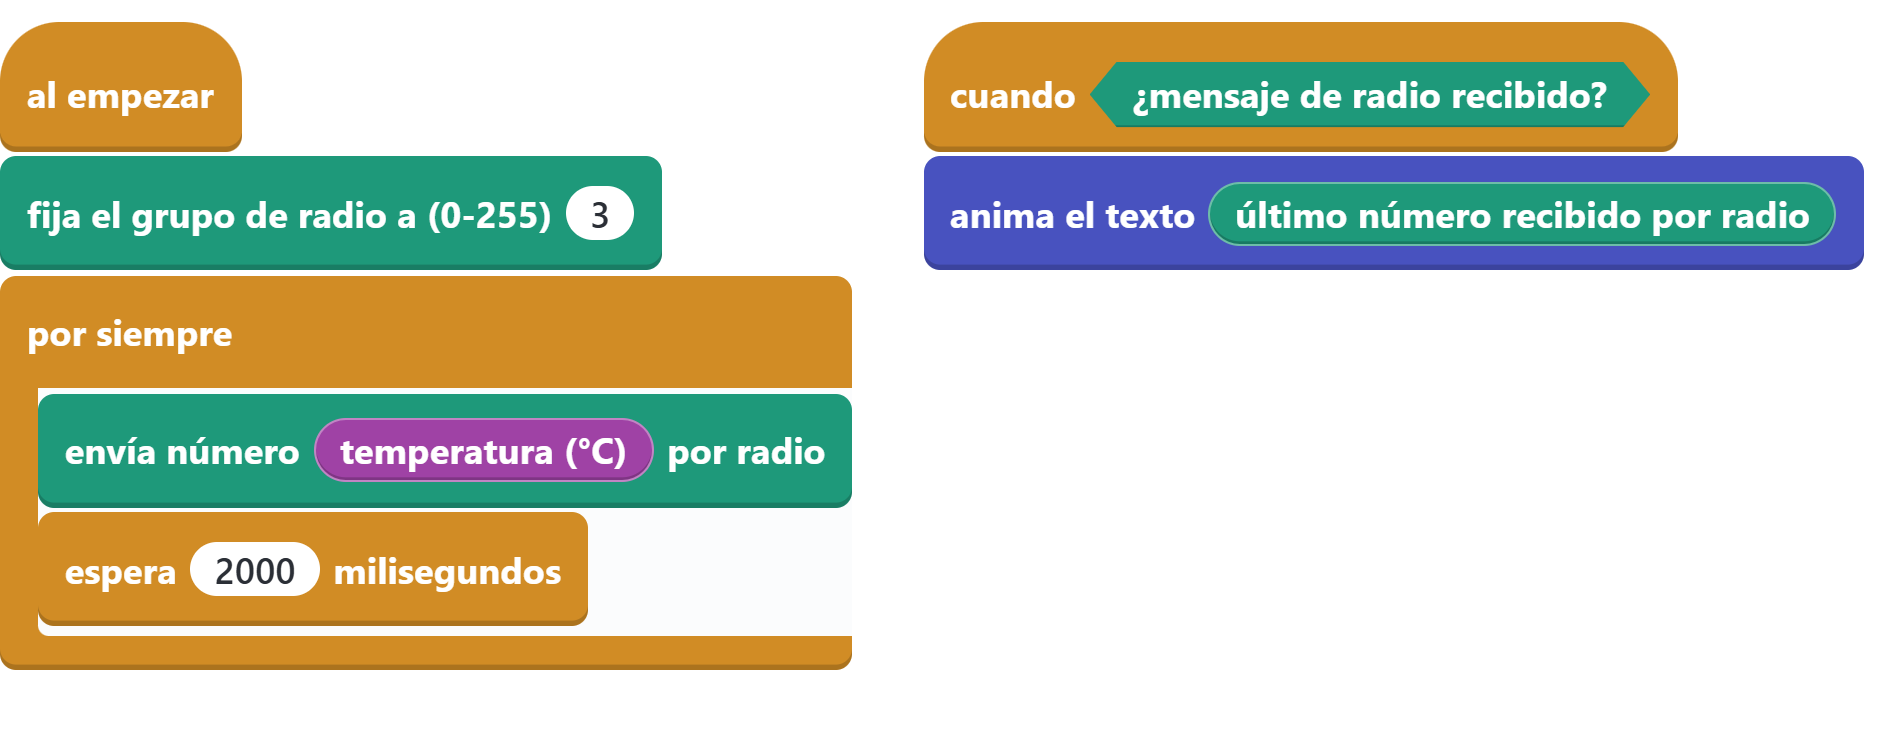 al empezar
fija el grupo de radio a (0-255) 3
por siempre
envía número temperatura (°C) por radio
espera 2000 milisegundos
cuando ¿mensaje de radio recibido?
anima el texto último número recibido por radio